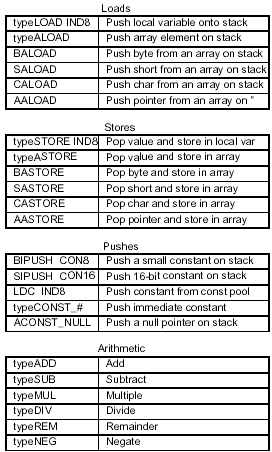 Loads
typeLOAD IND8 Push local variable onto stack
typeALOAD Push array element on stack
BALOAD Push byte from an array on stack
SALOAD Push short from an array on stack
CALOAD Push char from an array on stack
AALOAD Push pointer from an array on "
Stores
typeSTORE IND8 Pop value and store in local var
typeASTORE Pop value and store in array
BASTORE Pop byte and store in array
SASTORE Pop short and store in array
CASTORE Pop char and store in array
AASTORE Pop pointer and store in array
Pushes
BIPUSH CON8 Push a small constant on stack
SIPUSH CON16 Push 16-bit constant on stack
LDC IND8 Push constant from const pool
typeCONST_# Push immediate constant
ACONST_NULL Push a null pointer on stack
Arithmetic
typeADD Add
typeSUB Subtract
typeMUL Multiple
typeDIV Divide
typeREM Remainder
typeNEG Negate